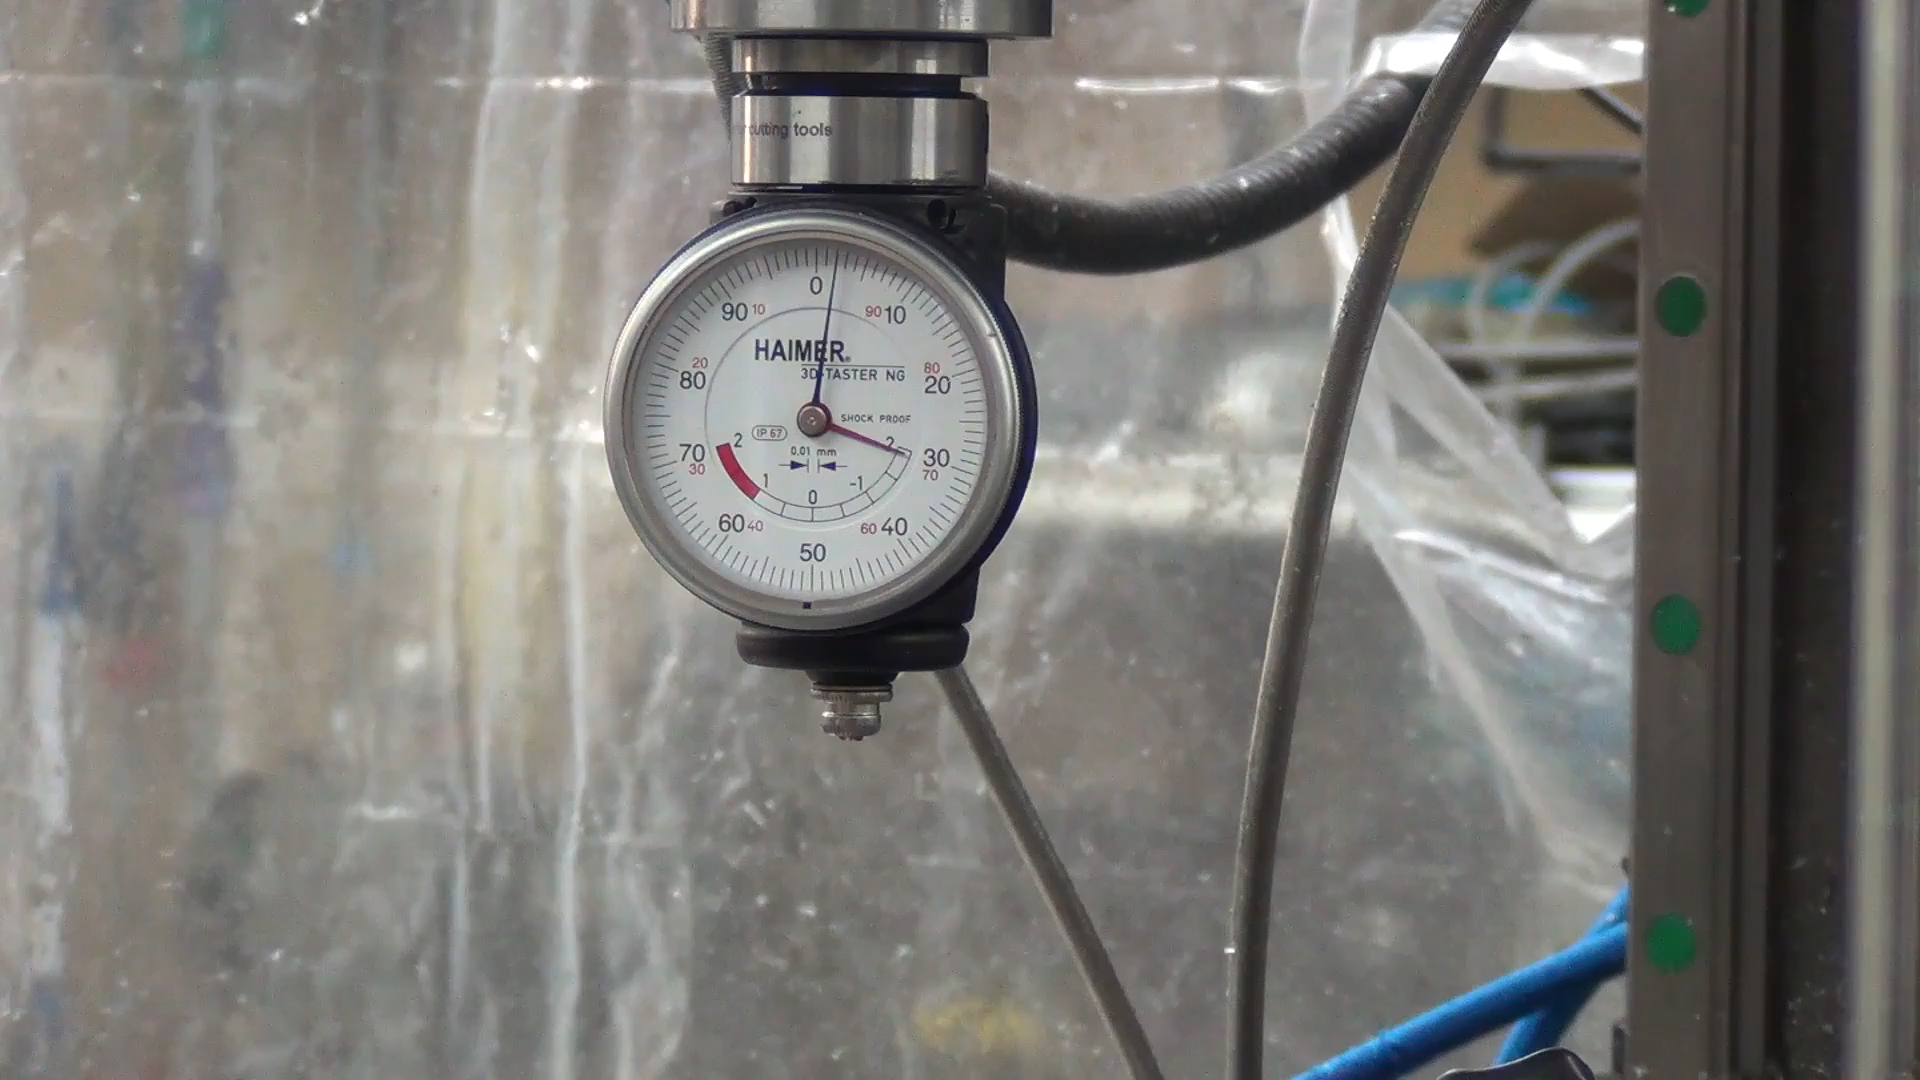 cutting tools
0
90 10 90 10
HAIMER®
3D-TASTER NG
20 80
80 20
SHOCK PROOF
2 IP 67 2
0,01 mm
70 30
30 70
1 0 -1
60 40 60 40
50